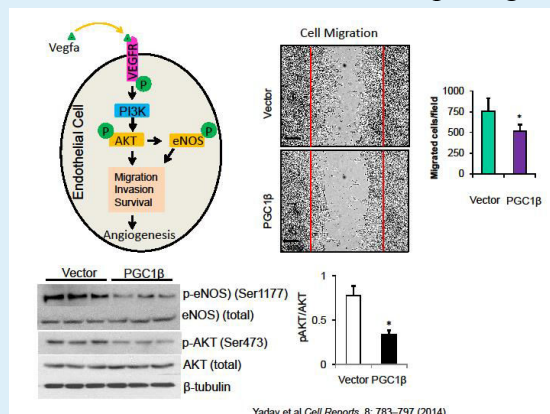 Vegfa
VEGFR
P
PI3K
P
P
AKT
eNOS
Endothelial Cell
Migration
Invasion
Survival
Angiogenesis
Cell Migration
Vector
PGC1β
Migrated cells/field
1000
750
500
250
0
*
Vector PGC1β
Vector PGC1β
p-eNOS) (Ser1177)
eNOS) (total)
p-AKT (Ser473)
AKT (total)
β-tubulin
pAKT/AKT
1
0.5
0
*
Vector PGC1β
Yadav et al Cell Reports, 8: 783–797 (2014)